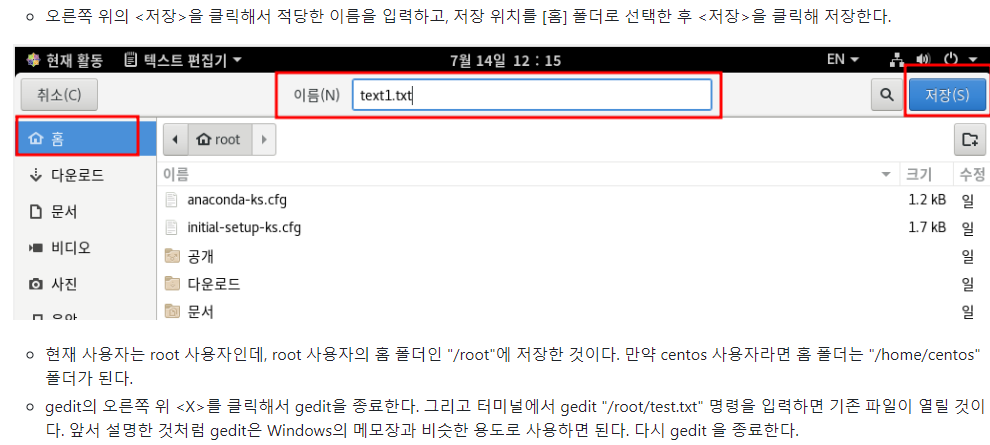 오른쪽 위의 <저장>을 클릭해서 적당한 이름을 입력하고, 저장 위치를 [홈] 폴더로 선택한 후 <저장>을 클릭해 저장한다.
현재 활동 텍스트 편집기 7월 14일 12 : 15 EN
취소(C) 이름(N) text1.txt 저장(S)
홈 root
다운로드 이름 크기 수정
anaconda-ks.cfg 1.2 kB 일
문서
initial-setup-ks.cfg 1.7 kB 일
비디오 공개 일
사진 다운로드 일
음악 문서 일
현재 사용자는 root 사용자인데, root 사용자의 홈 폴더인 "/root"에 저장한 것이다. 만약 centos 사용자라면 홈 폴더는 "/home/centos"
폴더가 된다.
gedit의 오른쪽 위 <X>를 클릭해서 gedit을 종료한다. 그리고 터미널에서 gedit "/root/test.txt" 명령을 입력하면 기존 파일이 열릴 것이
다. 앞서 설명한 것처럼 gedit은 Windows의 메모장과 비슷한 용도로 사용하면 된다. 다시 gedit 을 종료한다.